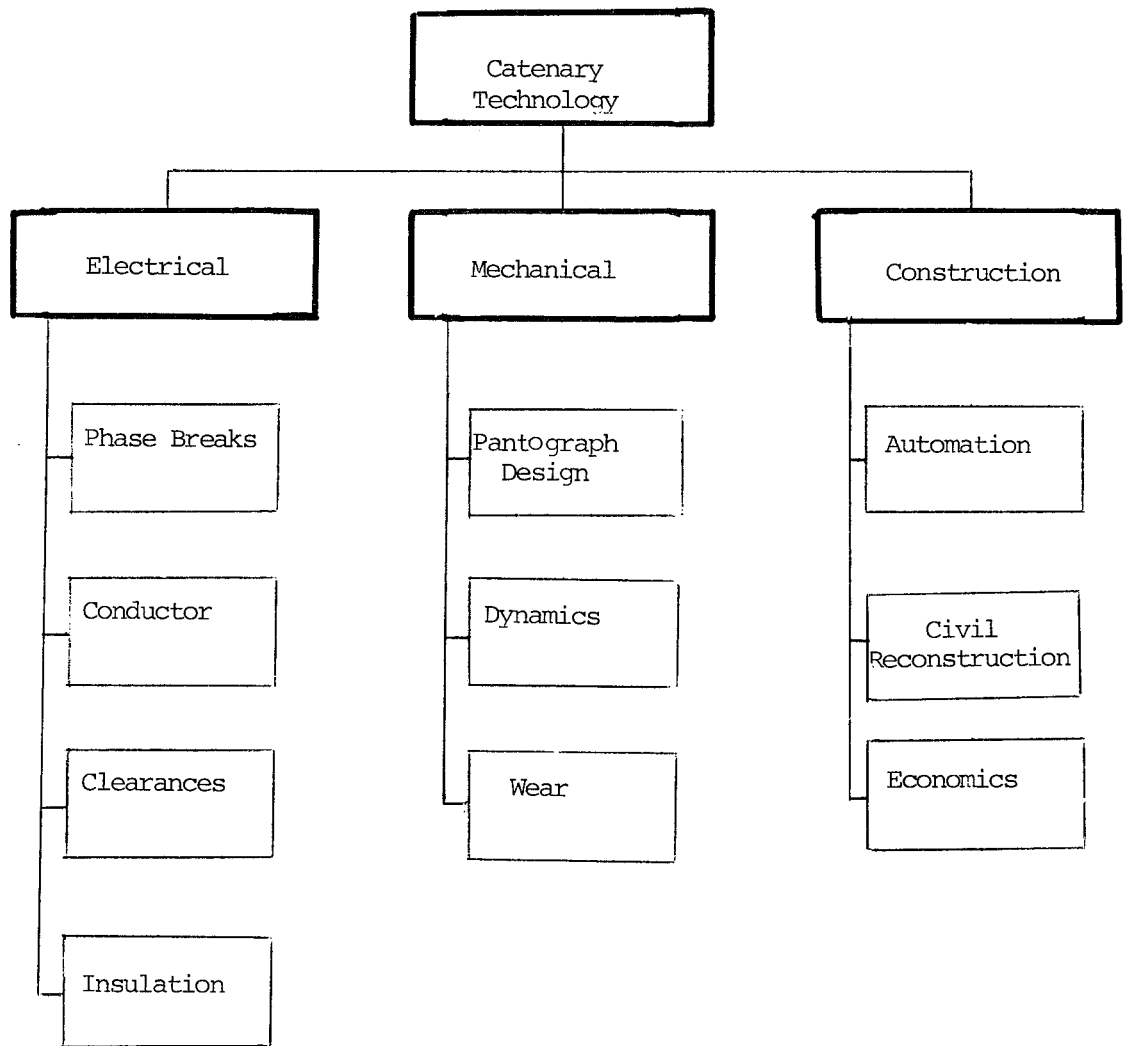 Catenary
Technology
Electrical
Mechanical
Construction
Phase Breaks
Conductor
Clearances
Insulation
Pantograph
Design
Dynamics
Wear
Automation
Civil
Reconstruction
Economics